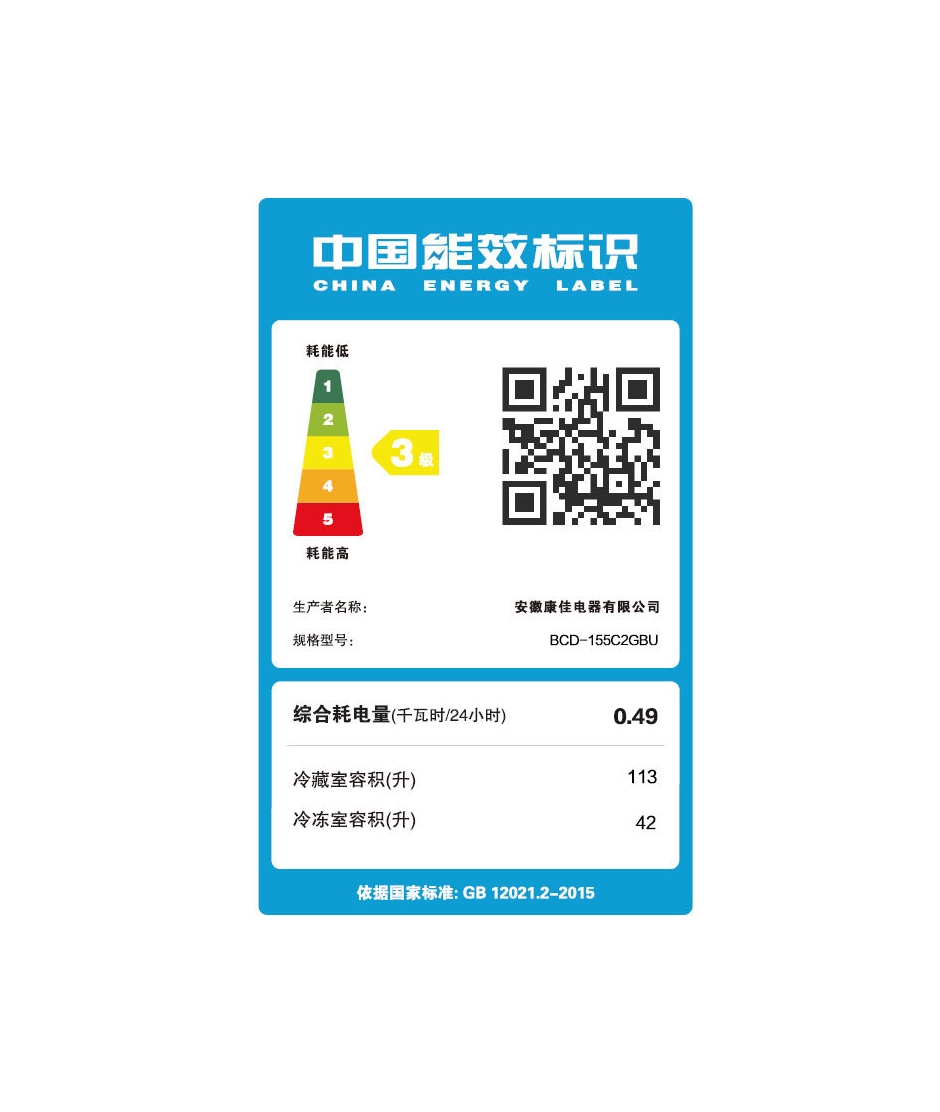 中国能效标识
CHINA ENERGY LABEL
耗能低
1
2
3
4
5
3级
耗能高
生产者名称: 安徽康佳电器有限公司
规格型号: BCD-155C2GBU
综合耗电量(千瓦时/24小时) 0.49
冷藏室容积(升) 113
冷冻室容积(升) 42
依据国家标准: GB 12021.2-2015